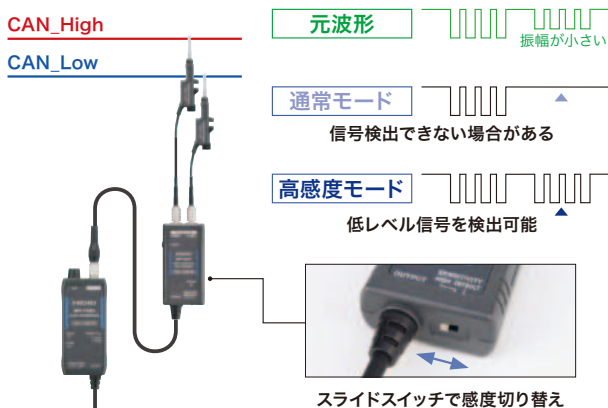 CAN_High
CAN_Low
元波形
振幅が小さい
通常モード
信号検出できない場合がある
高感度モード
低レベル信号を検出可能
HIOKI
OUTPUT
SENSITIVITY
スライドスイッチで感度切り替え